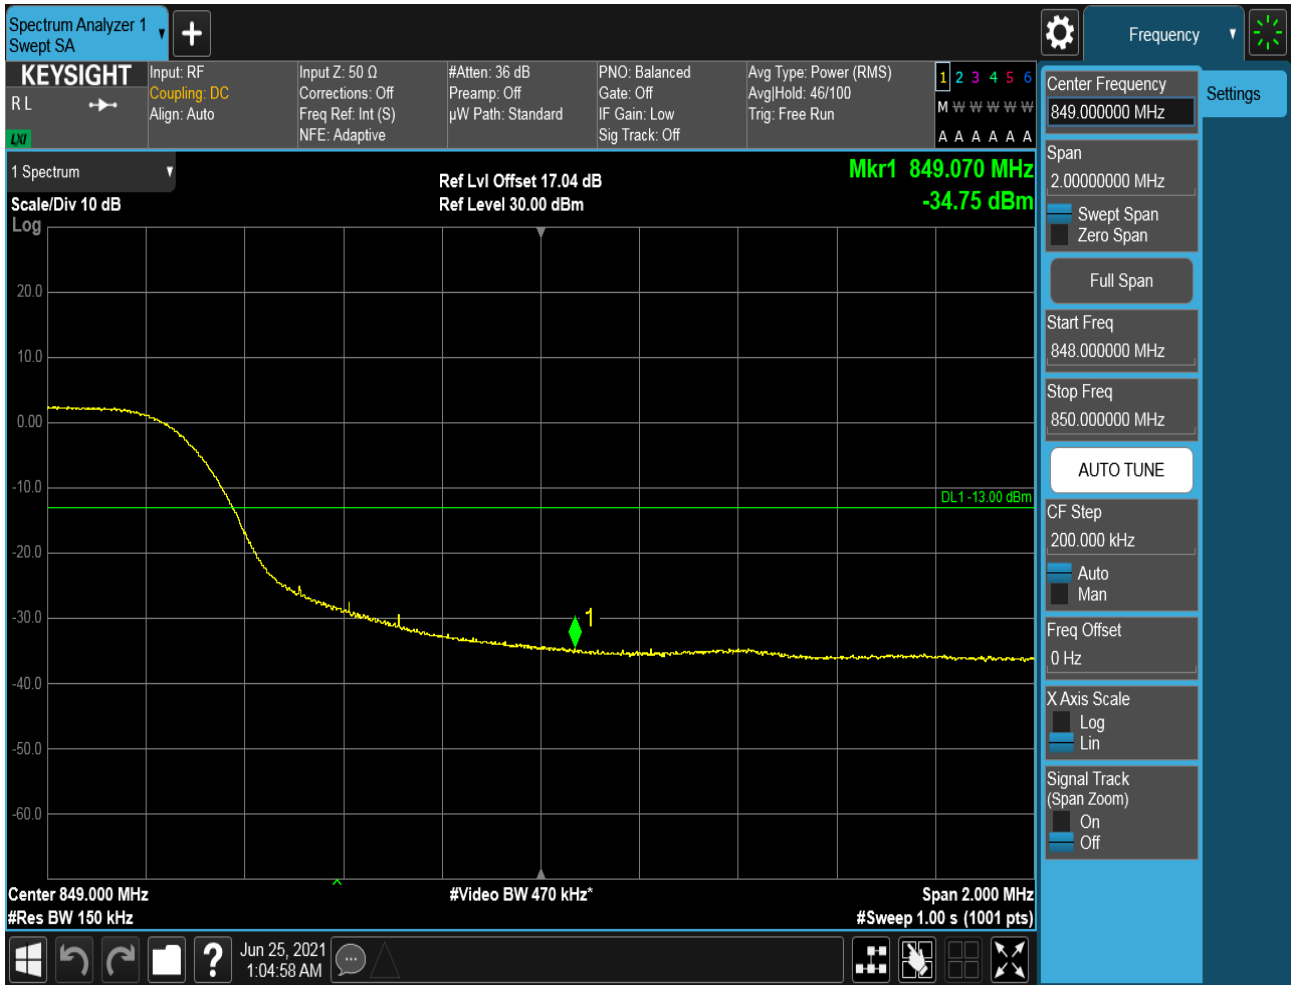 Spectrum Analyzer 1
Swept SA
Frequency
KEYSIGHT
R L
LXI
Input: RF
Coupling: DC
Align: Auto
Input Z: 50 Ω
Corrections: Off
Freq Ref: Int (S)
NFE: Adaptive
#Atten: 36 dB
Preamp: Off
µW Path: Standard
PNO: Balanced
Gate: Off
IF Gain: Low
Sig Track: Off
Avg Type: Power (RMS)
Avg|Hold: 46/100
Trig: Free Run
1 2 3 4 5 6
M W W W W W
A A A A A A
1 Spectrum
Scale/Div 10 dB
Log
Ref Lvl Offset 17.04 dB
Ref Level 30.00 dBm
Mkr1 849.070 MHz
-34.75 dBm
20.0
10.0
0.00
-10.0
-20.0
-30.0
-40.0
-50.0
-60.0
DL1 -13.00 dBm
1
Center 849.000 MHz
#Res BW 150 kHz
#Video BW 470 kHz*
Span 2.000 MHz
#Sweep 1.00 s (1001 pts)
Jun 25, 2021
1:04:58 AM
Center Frequency
849.000000 MHz
Settings
Span
2.00000000 MHz
Swept Span
Zero Span
Full Span
Start Freq
848.000000 MHz
Stop Freq
850.000000 MHz
AUTO TUNE
CF Step
200.000 kHz
Auto
Man
Freq Offset
0 Hz
X Axis Scale
Log
Lin
Signal Track
(Span Zoom)
On
Off